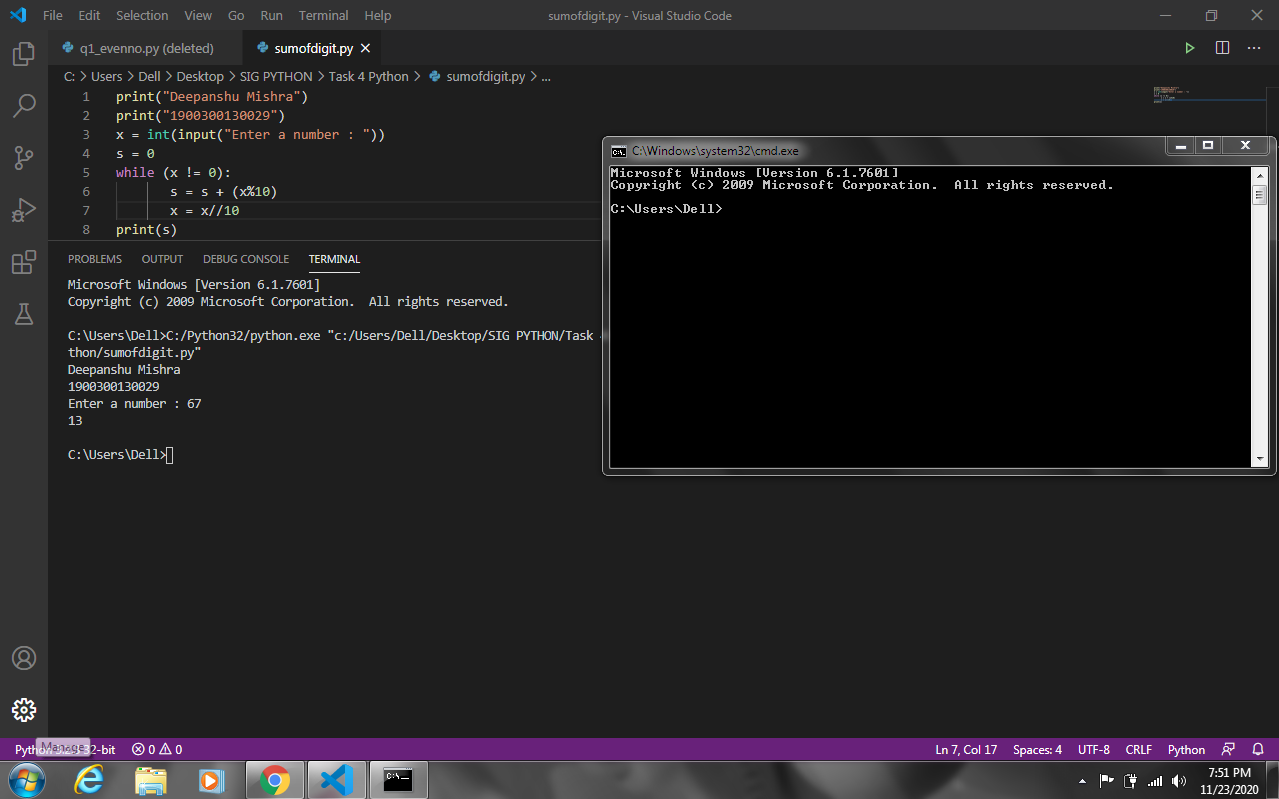 File Edit Selection View Go Run Terminal Help sumofdigit.py - Visual Studio Code
q1_evenno.py (deleted) sumofdigit.py
C: > Users > Dell > Desktop > SIG PYTHON > Task 4 Python > sumofdigit.py > ...
1 print("Deepanshu Mishra")
2 print("1900300130029")
3 x = int(input("Enter a number : "))
4 s = 0
5 while (x != 0):
6 s = s + (x%10)
7 x = x//10
8 print(s)
PROBLEMS OUTPUT DEBUG CONSOLE TERMINAL
Microsoft Windows [Version 6.1.7601]
Copyright (c) 2009 Microsoft Corporation.  All rights reserved.
C:\Users\Dell>C:/Python32/python.exe "c:/Users/Dell/Desktop/SIG PYTHON/Task
thon/sumofdigit.py"
Deepanshu Mishra
1900300130029
Enter a number : 67
13
C:\Users\Dell>
C:\Windows\system32\cmd.exe
Microsoft Windows [Version 6.1.7601]
Copyright (c) 2009 Microsoft Corporation.  All rights reserved.
C:\Users\Dell>
Manage
Python 32-bit 0 0 Ln 7, Col 17 Spaces: 4 UTF-8 CRLF Python
7:51 PM
11/23/2020